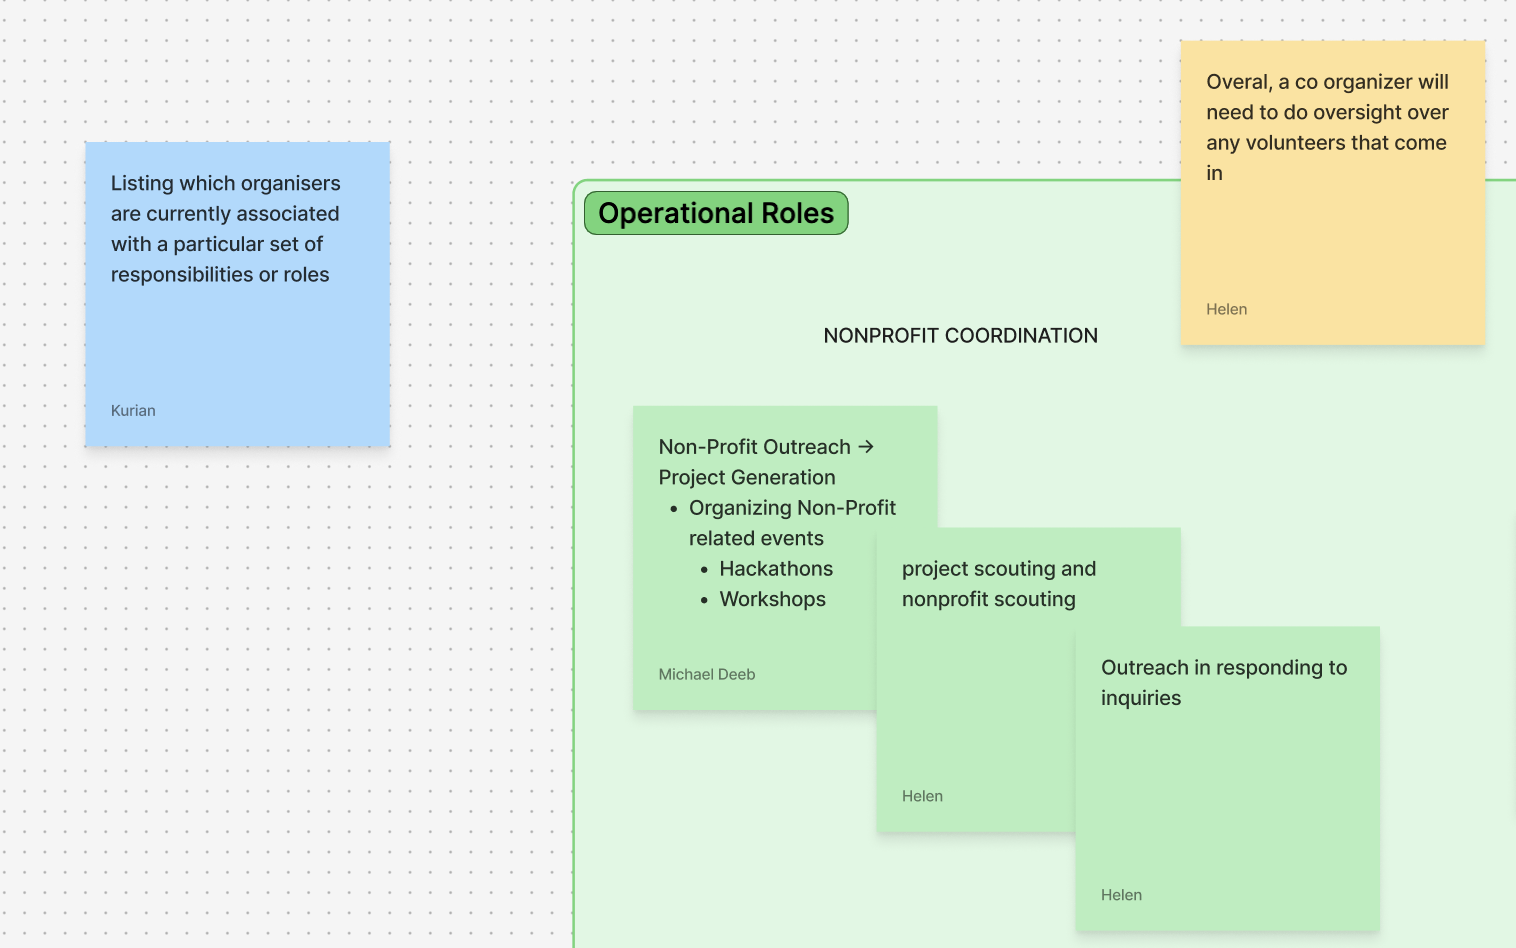 Overal, a co organizer will
need to do oversight over
any volunteers that come
in
Helen
Listing which organisers
are currently associated
with a particular set of
responsibilities or roles
Kurian
Operational Roles
NONPROFIT COORDINATION
Non-Profit Outreach →
Project Generation
• Organizing Non-Profit
related events
• Hackathons
• Workshops
Michael Deeb
project scouting and
nonprofit scouting
Helen
Outreach in responding to
inquiries
Helen